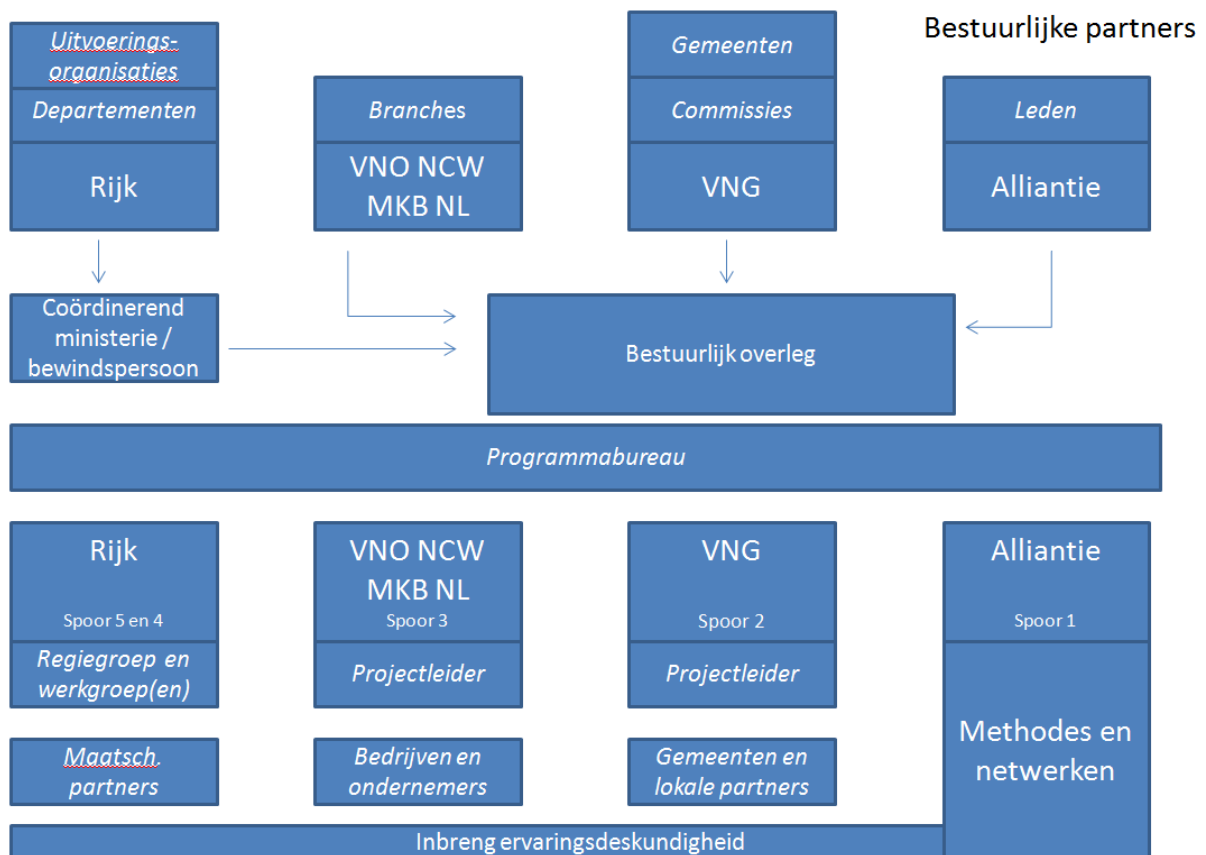 Bestuurlijke partners
Uitvoerings-
organisaties
Departementen
Rijk
Branches
VNO NCW
MKB NL
Gemeenten
Commissies
VNG
Leden
Alliantie
Coördinerend
ministerie /
bewindspersoon
Bestuurlijk overleg
Programmabureau
Rijk
Spoor 5 en 4
Regiegroep en
werkgroep(en)
Maatsch.
partners
VNO NCW
MKB NL
Spoor 3
Projectleider
Bedrijven en
ondernemers
VNG
Spoor 2
Projectleider
Gemeenten en
lokale partners
Alliantie
Spoor 1
Methodes en
netwerken
Inbreng ervaringsdeskundigheid